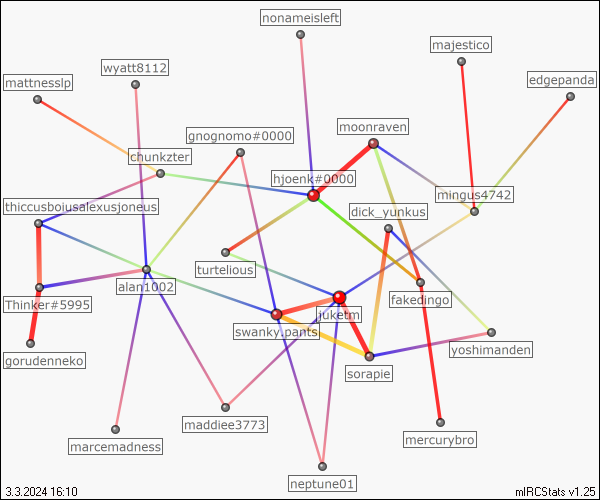 nonameisleft
majestico
wyatt8112
edgepanda
mattnesslp
moonraven
gnognomo#0000
chunkzter
hjoenk#0000
mingus4742
thiccusboiusalexusjoneus
dick_yunkus
turtelious
alan1002
fakedingo
Thinker#5995
juketm
swanky.pants
yoshimanden
gorudenneko
sorapie
maddiee3773
mercurybro
marcemadness
neptune01
3.3.2024 16:10
mIRCStats v1.25